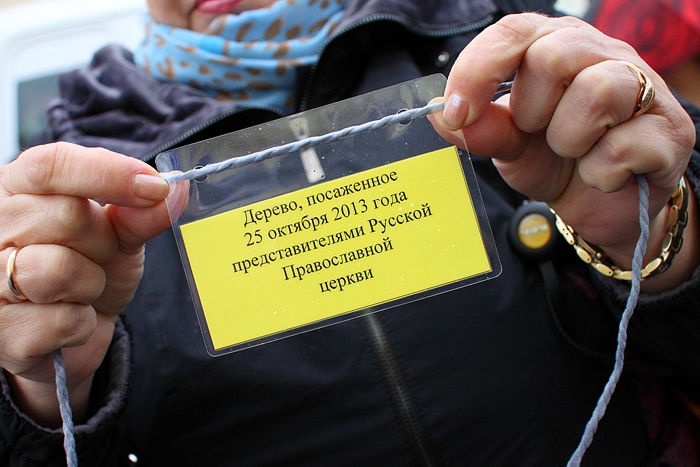 Дерево, посаженное
25 октября 2013 года
представителями Русской
Православной
церкви